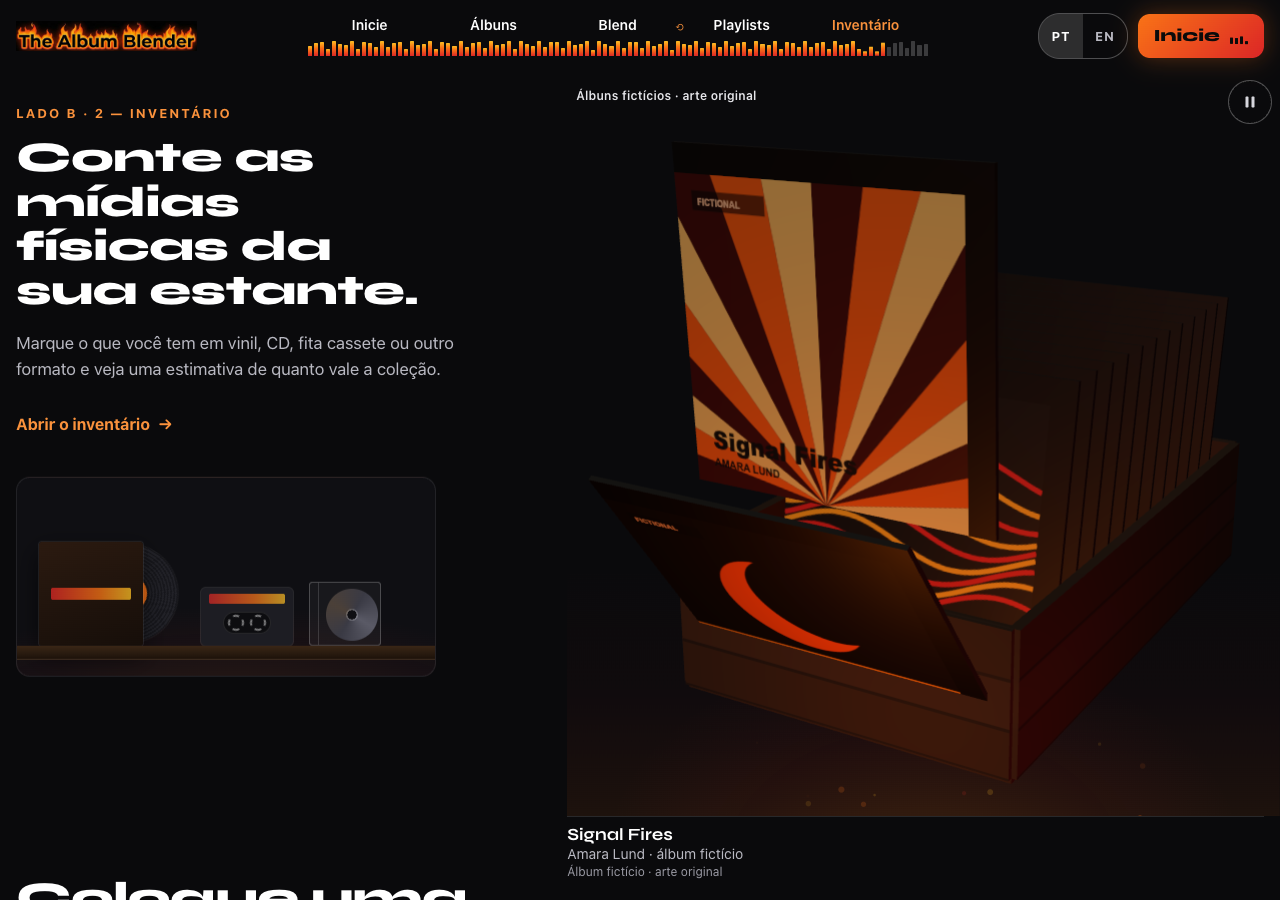 The Album Blender
Inicie
Álbuns
Blend
Playlists
Inventário
PT
EN
Inicie
Álbuns fictícios · arte original
LADO B · 2 — INVENTÁRIO
Conte as
mídias
físicas da
sua estante.
Marque o que você tem em vinil, CD, fita cassete ou outro
formato e veja uma estimativa de quanto vale a coleção.
Abrir o inventário →
FICTIONAL
Signal Fires
AMARA LUND
FICTIONAL
Signal Fires
Amara Lund · álbum fictício
Álbum fictício · arte original
Coloque uma